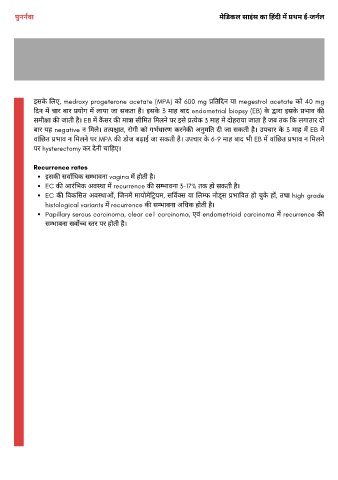 पुनर्नवा
मेडिकल साइंस का हिंदी में प्रथम ई-जर्नल
इसके लिए, medroxy progeterone acetate (MPA) को 600 mg प्रतिदिन या megestrol acetate को 40 mg
दिन में चार बार प्रयोग में लाया जा सकता है। इसके 3 माह बाद endometrial biopsy (EB) के द्वारा इसके प्रभाव की
समीक्षा की जाती है। EB में कैंसर की मात्रा सीमित मिलने पर इसे प्रत्येक 3 माह में दोहराया जाता है जब तक कि लगातार दो
बार यह negative न मिले। तत्पश्चात, रोगी को गर्भधारण करनेकी अनुमति दी जा सकती है। उपचार के 3 माह में EB में
वांछित प्रभाव न मिलने पर MPA की डोज बढ़ाई जा सकती है। उपचार के 6-9 माह बाद भी EB में वांछित प्रभाव न मिलने
पर hysterectomy कर देनी चाहिए।
Recurrence rates
• इसकी सर्वाधिक सम्भावना vagina में होती है।
• EC की आरंभिक अवस्था में recurrence की सम्भावना 3-17% तक हो सकती है।
• EC की विकसित अवस्थाओं, जिनमें मायोमेट्रियम, सर्विक्स या लिम्फ नोड्स प्रभावित हो चुके हों, तथा high grade
histological variants में recurrence की सम्भावना अधिक होती है।
• Papillary serous carcinoma, clear cell carcinoma, एवं endometrioid carcinoma में recurrence की
सम्भावना सर्वोच्च स्तर पर होती है।